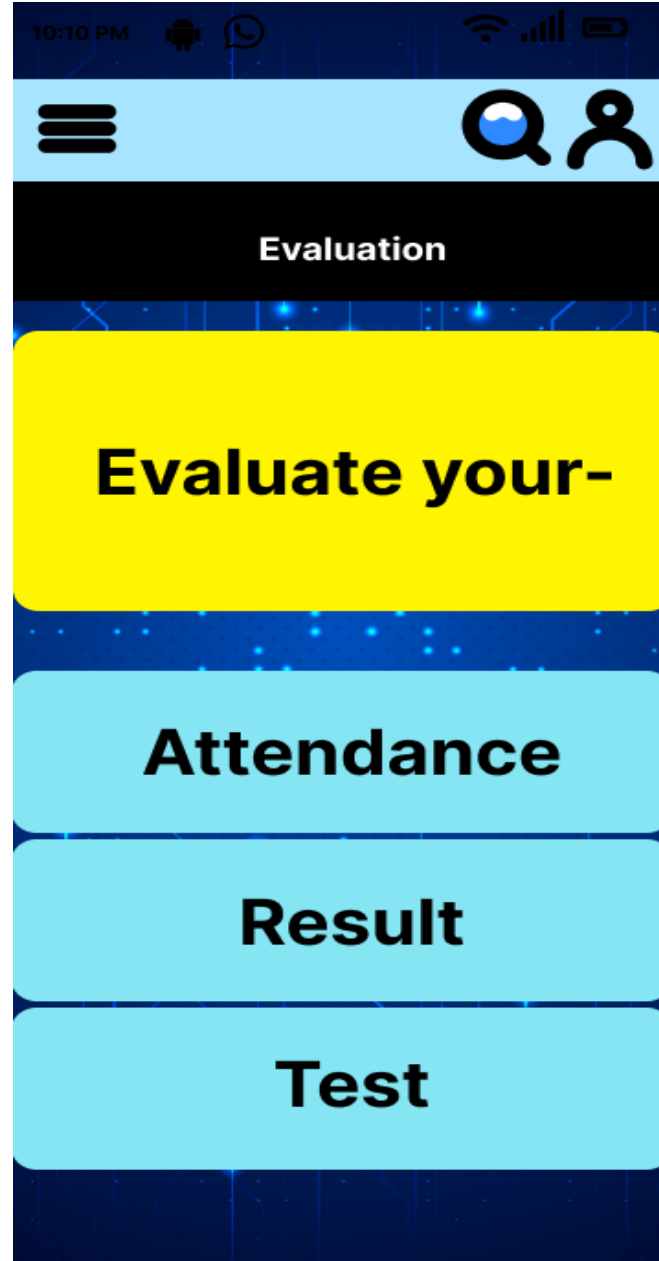 10:10 PM
Evaluation
Evaluate your-
Attendance
Result
Test